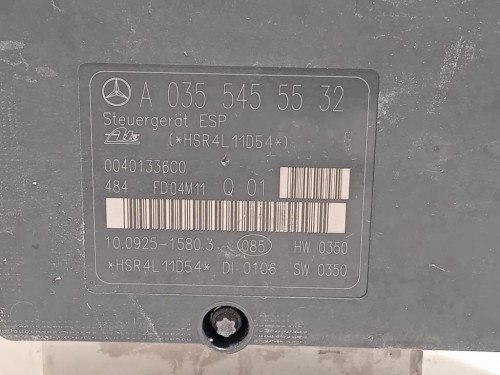 A 035 545 55 32
Steuergerät ESP
Ate (*HSR4L11D54*)
00401336C0
484 FD04M11 Q 01
10.0925-1580.3 085 HW 0350
*HSR4L11D54* DI 0106 SW 0350